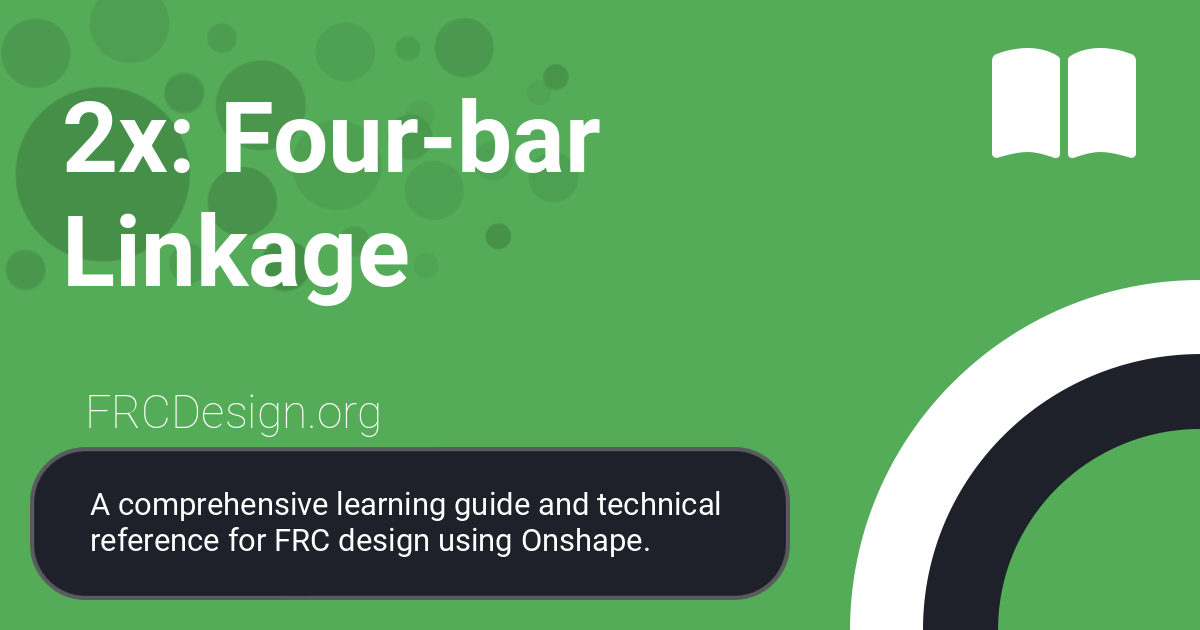 2x: Four-bar
Linkage
FRCDesign.org
A comprehensive learning guide and technical
reference for FRC design using Onshape.